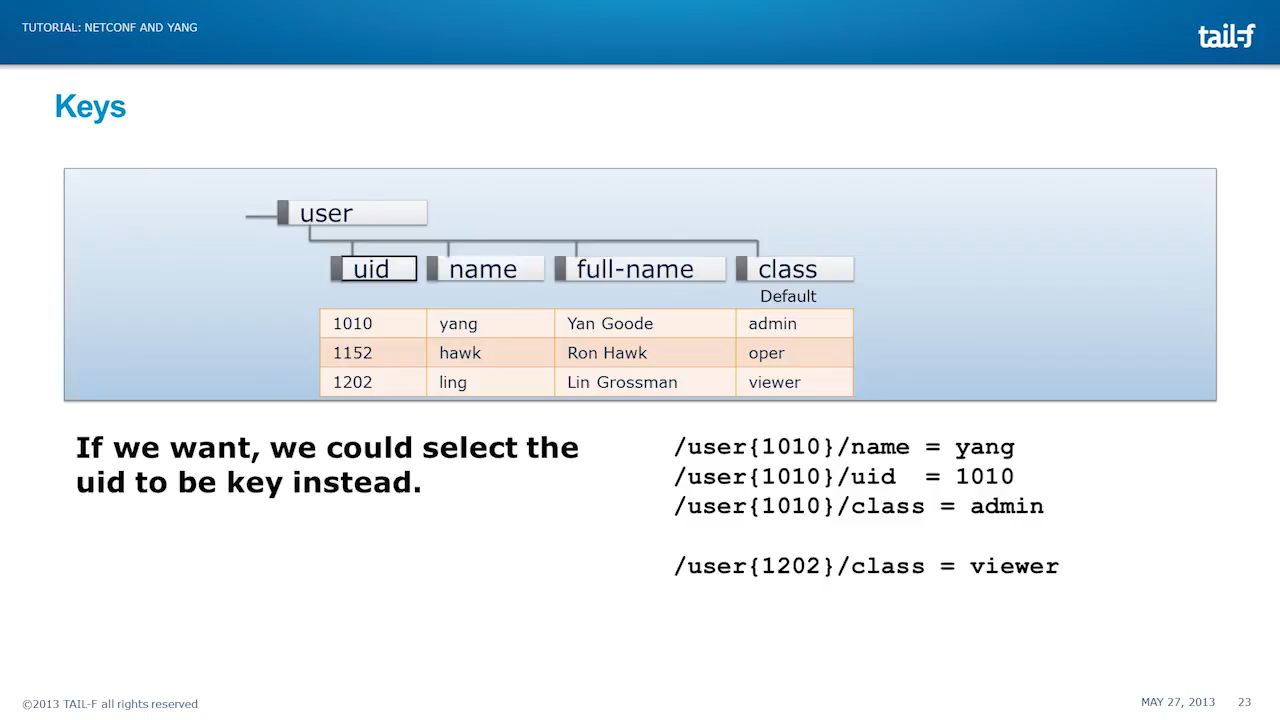 TUTORIAL: NETCONF AND YANG
tail-f
Keys
user
uid name full-name class
Default
1010 yang Yan Goode admin
1152 hawk Ron Hawk oper
1202 ling Lin Grossman viewer
If we want, we could select the
uid to be key instead.
/user{1010}/name = yang
/user{1010}/uid = 1010
/user{1010}/class = admin
/user{1202}/class = viewer
©2013 TAIL-F all rights reserved
MAY 27, 2013 23